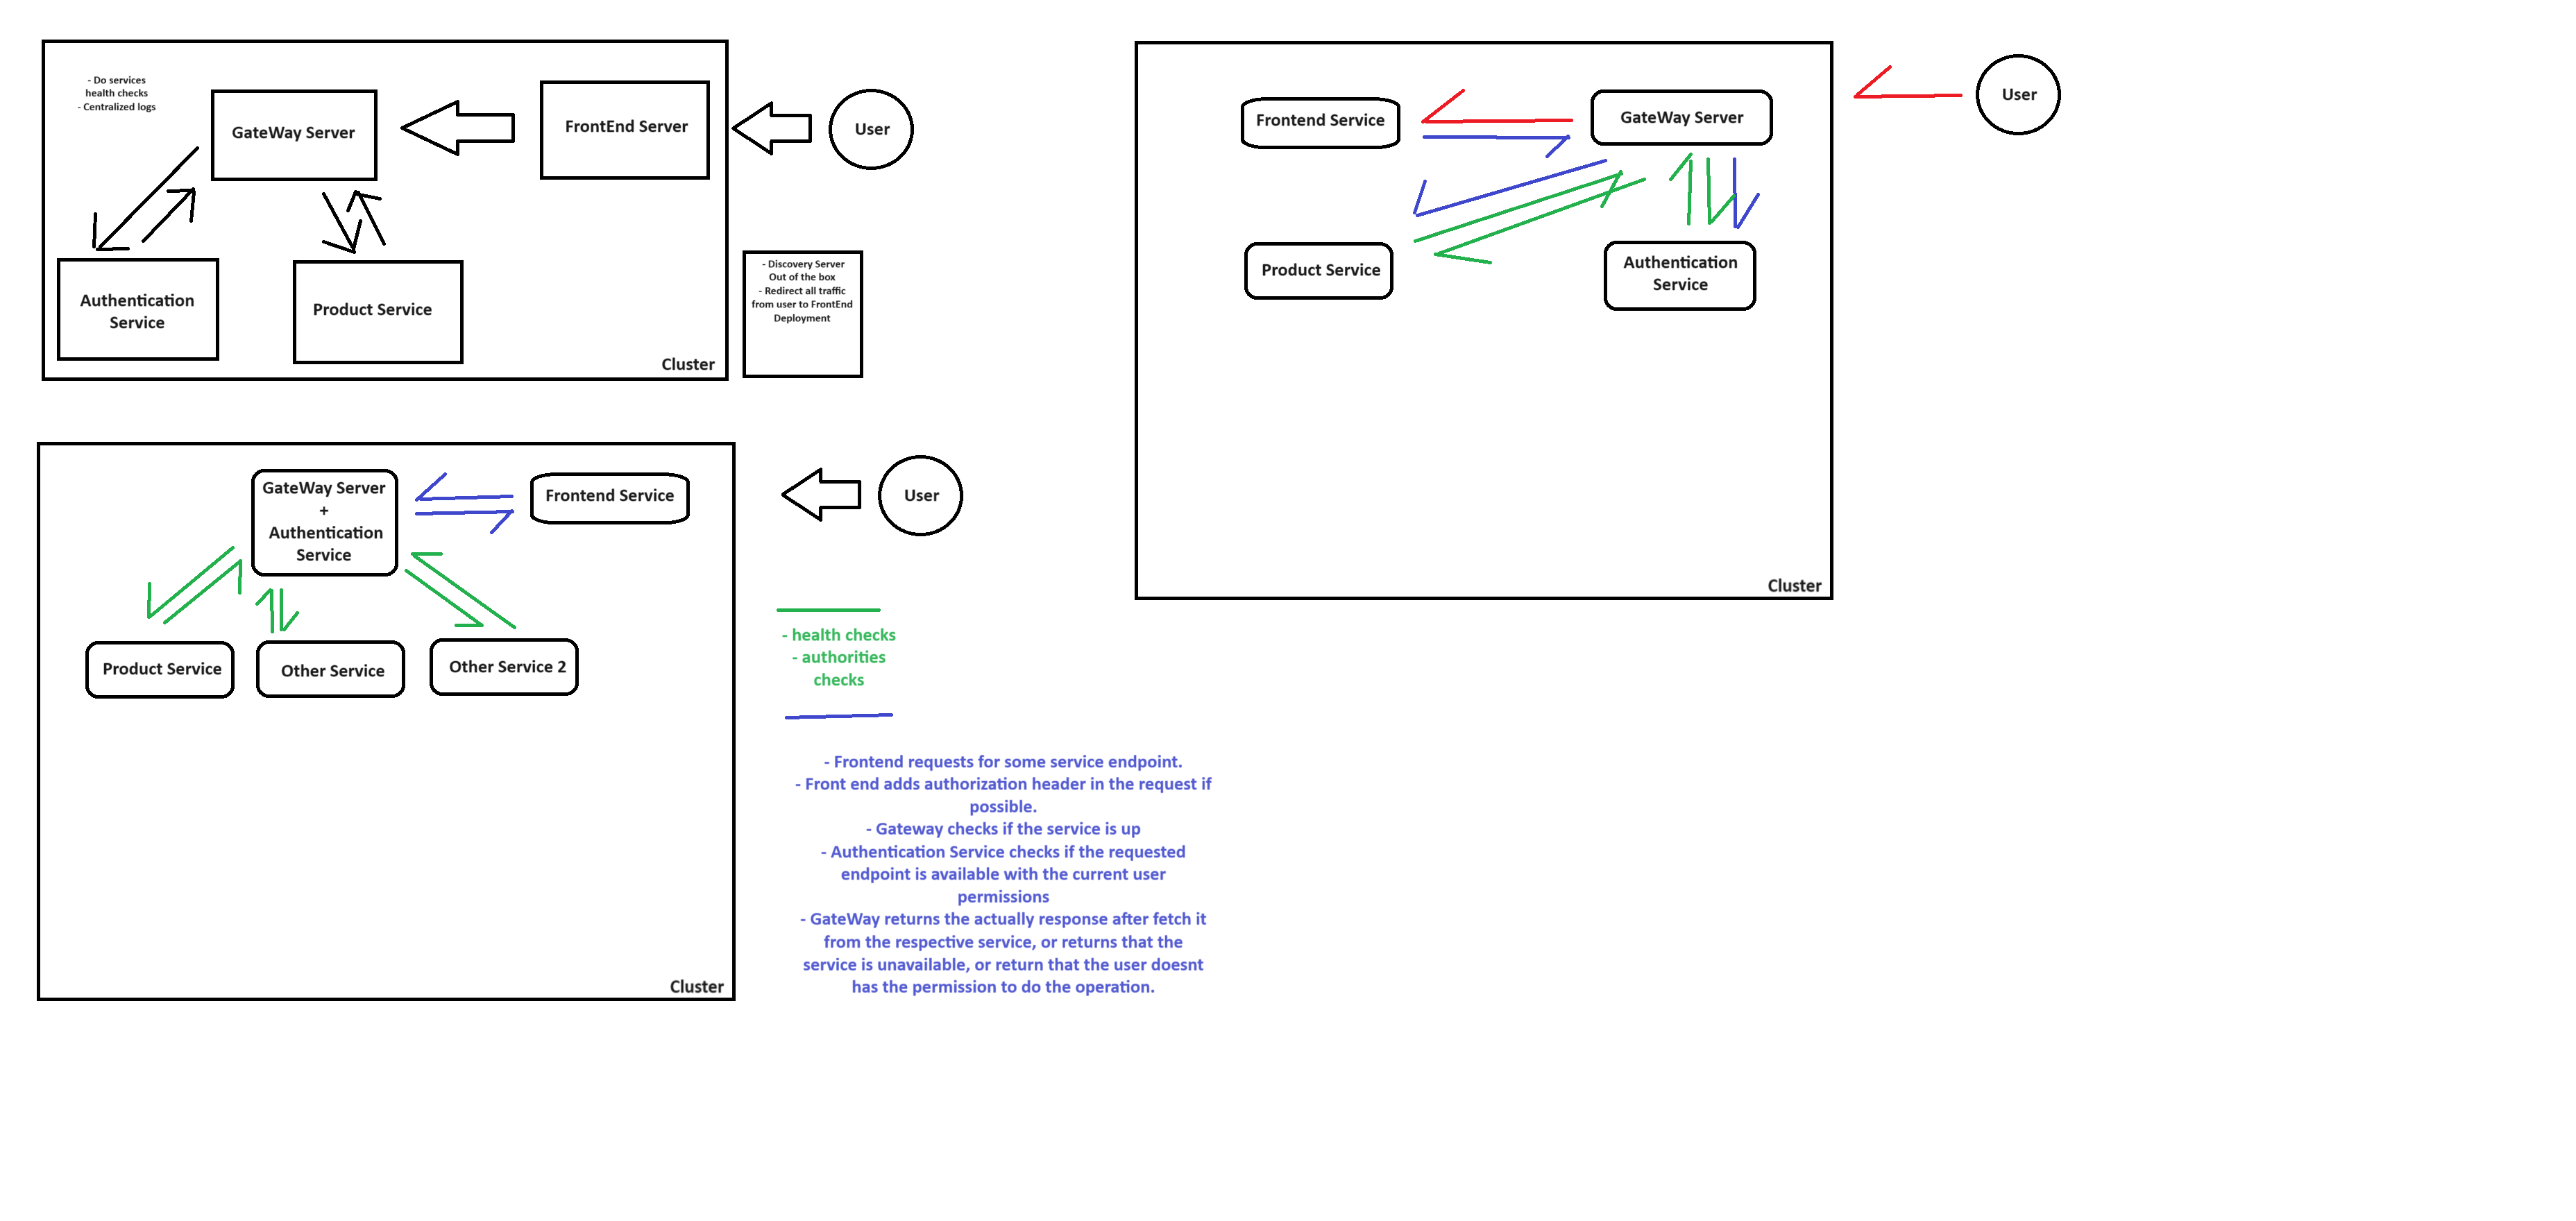 - Do services
health checks
- Centralized logs
GateWay Server
FrontEnd Server
User
Authentication
Service
Product Service
Cluster
- Discovery Server
Out of the box
- Redirect all traffic
from user to FrontEnd
Deployment
Frontend Service
GateWay Server
User
Product Service
Authentication
Service
Cluster
GateWay Server
+
Authentication
Service
Frontend Service
User
Product Service
Other Service
Other Service 2
Cluster
- health checks
- authorities
checks
- Frontend requests for some service endpoint.
- Front end adds authorization header in the request if
possible.
- Gateway checks if the service is up
- Authentication Service checks if the requested
endpoint is available with the current user
permissions
- GateWay returns the actually response after fetch it
from the respective service, or returns that the
service is unavailable, or return that the user doesnt
has the permission to do the operation.